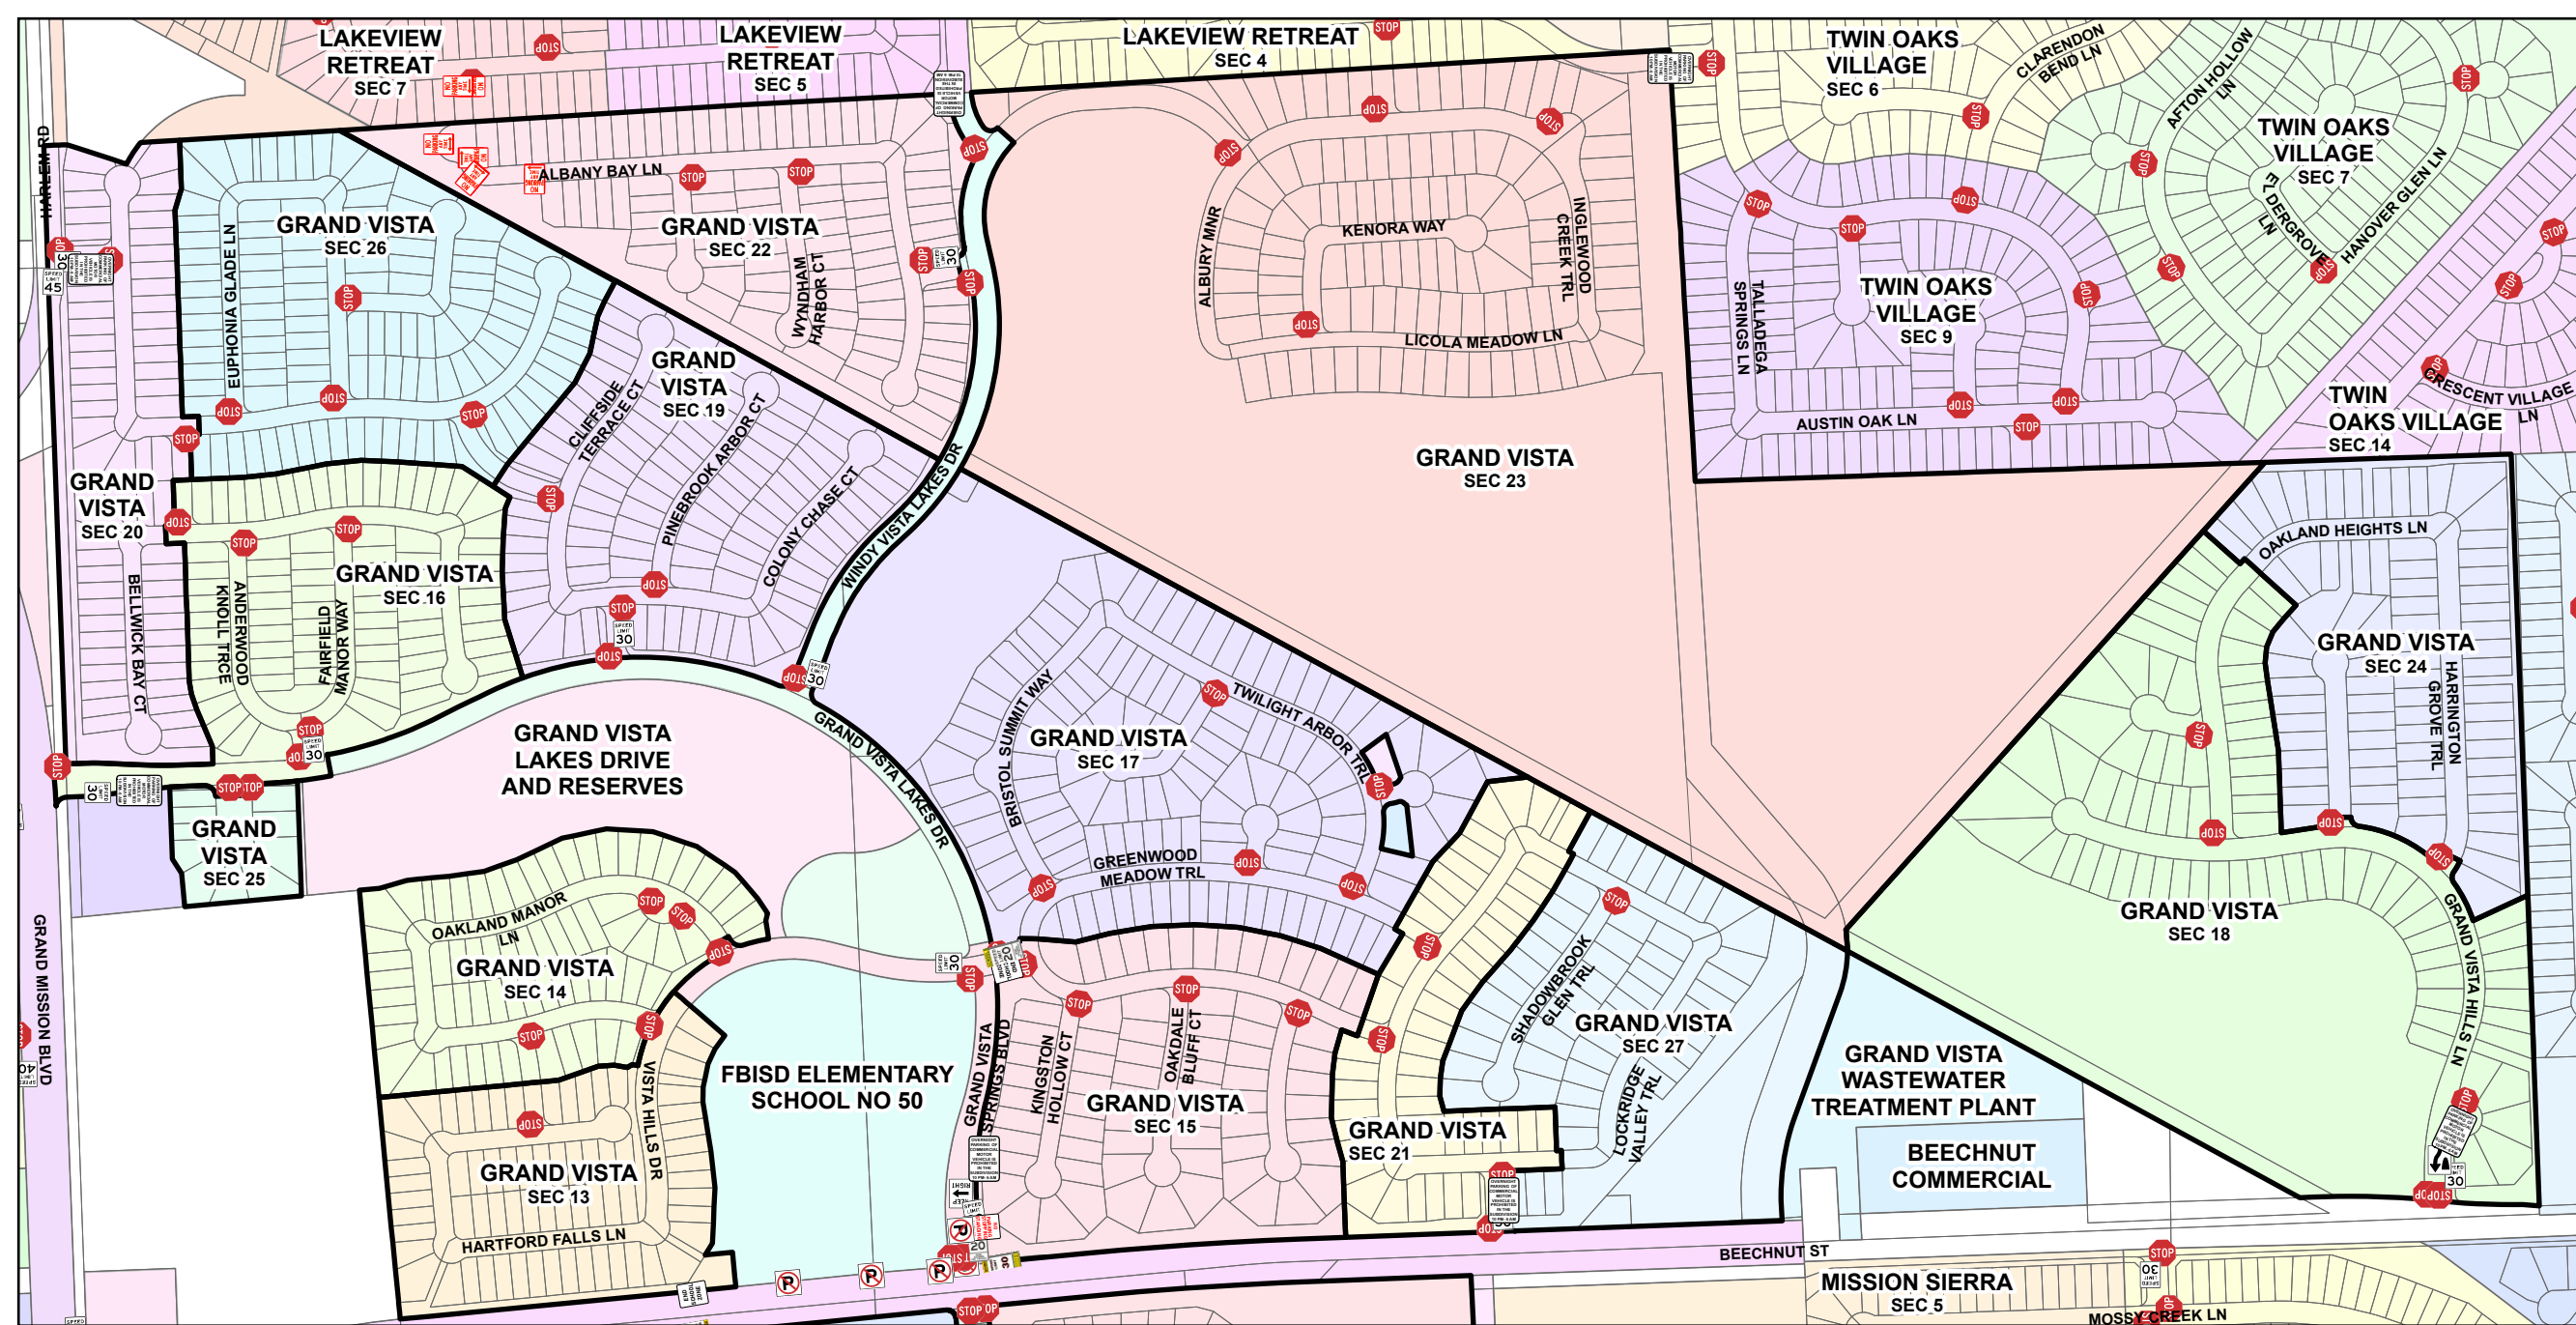 LAKEVIEW
RETREAT
SEC 7
LAKEVIEW
RETREAT
SEC 5
LAKEVIEW RETREAT
SEC 4
TWIN OAKS
VILLAGE
SEC 6
CLARENDON
BEND LN
AFTON HOLLOW
LN
TWIN OAKS
VILLAGE
SEC 7
ELDERGROVE
LN
HANOVER GLEN LN
HARLEM RD
ALBANY BAY LN
GRAND VISTA
SEC 26
EUPHONIA GLADE LN
GRAND VISTA
SEC 22
WYNDHAM
HARBOR CT
ALBURY MNR
KENORA WAY
INGLEWOOD
CREEK TRL
LICOLA MEADOW LN
TALLADEGA
SPRINGS LN
TWIN OAKS
VILLAGE
SEC 9
AUSTIN OAK LN
CRESCENT VILLAGE
LN
TWIN
OAKS VILLAGE
SEC 14
GRAND
VISTA
SEC 19
CLIFFSIDE
TERRACE CT
PINEBROOK ARBOR CT
COLONY CHASE CT
WINDY VISTA LAKES DR
GRAND VISTA
SEC 23
GRAND
VISTA
SEC 20
BELLWICK BAY CT
GRAND VISTA
SEC 16
ANDERWOOD
KNOLL TRCE
FAIRFIELD
MANOR WAY
OAKLAND HEIGHTS LN
GRAND VISTA
SEC 24
HARRINGTON
GROVE TRL
GRAND VISTA
LAKES DRIVE
AND RESERVES
GRAND VISTA LAKES DR
BRISTOL SUMMIT WAY
GRAND VISTA
SEC 17
TWILIGHT ARBOR TRL
GREENWOOD
MEADOW TRL
GRAND
VISTA
SEC 25
GRAND MISSION BLVD
OAKLAND MANOR
LN
GRAND VISTA
SEC 14
GRAND VISTA
SEC 18
GRAND VISTA HILLS LN
SHADOWBROOK
GLEN TRL
GRAND VISTA
SEC 27
LOCKRIDGE
VALLEY TRL
FBISD ELEMENTARY
SCHOOL NO 50
GRAND VISTA
SPRINGS BLVD
KINGSTON
HOLLOW CT
OAKDALE
BLUFF CT
GRAND VISTA
SEC 15
GRAND VISTA
SEC 21
GRAND VISTA
WASTEWATER
TREATMENT PLANT
BEECHNUT
COMMERCIAL
VISTA HILLS DR
GRAND VISTA
SEC 13
HARTFORD FALLS LN
BEECHNUT ST
MISSION SIERRA
SEC 5
MOSSY CREEK LN
STOP
SPEED
LIMIT
30
SPEED
LIMIT
45